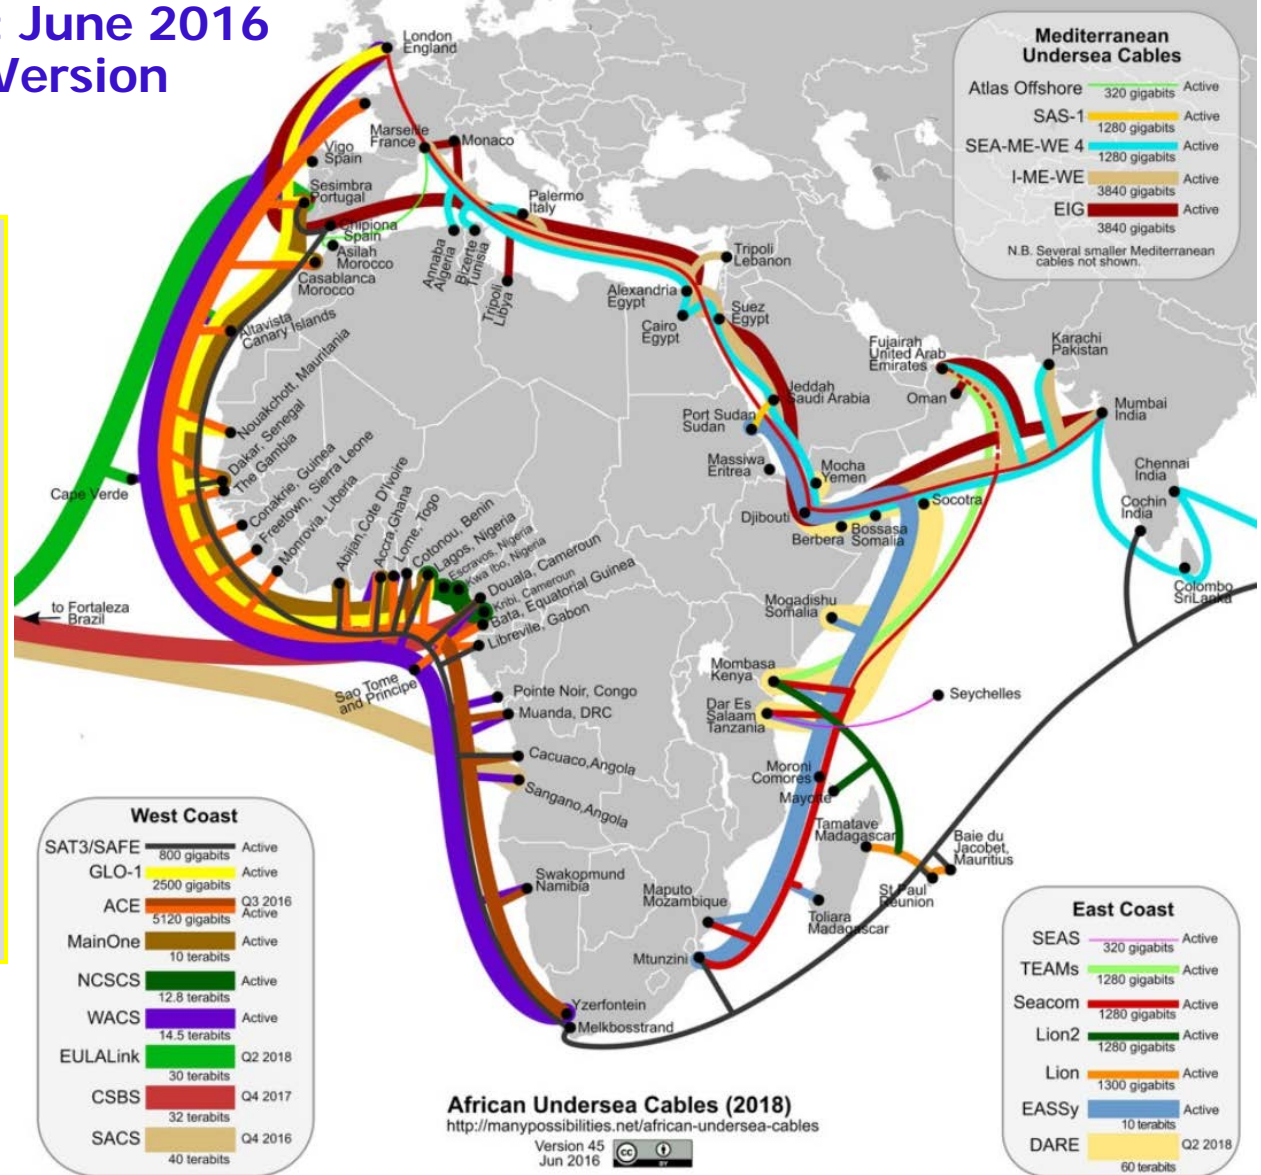 : June 2016
Version
London
England
Marseille
France
Monaco
Vigo
Spain
Sesimbra
Portugal
Chipiona
Spain
Asilah
Morocco
Casablanca
Morocco
Palermo
Italy
Annaba
Algeria
Bizerte
Tunisia
Tripoli
Libya
Tripoli
Lebanon
Alexandria
Egypt
Cairo
Egypt
Suez
Egypt
Altavista
Canary Islands
Nouakchott, Mauritania
Dakar, Senegal
The Gambia
Conakrie, Guinea
Freetown, Sierra Leone
Monrovia, Liberia
Abijan,Cote D'Ivoire
Accra,Ghana
Lome, Togo
Cotonou, Benin
Lagos, Nigeria
Escravos, Nigeria
Kwa Ibo, Nigeria
Douala, Cameroun
Kribi, Cameroun
Bata, Equatorial Guinea
Librevile, Gabon
Cape Verde
to Fortaleza
Brazil
Sao Tome
and Principe
Pointe Noir, Congo
Muanda, DRC
Cacuaco,Angola
Sangano,Angola
Swakopmund
Namibia
Yzerfontein
Melkbosstrand
Jeddah
Saudi Arabia
Port Sudan
Sudan
Massiwa
Eritrea
Mocha
Yemen
Djibouti
Berbera
Bossasa
Somalia
Socotra
Fujairah
United Arab
Emirates
Oman
Karachi
Pakistan
Mumbai
India
Chennai
India
Cochin
India
Colombo
SriLanka
Mogadishu
Somalia
Mombasa
Kenya
Dar Es
Salaam
Tanzania
Seychelles
Moroni
Comores
Mayotte
Tamatave
Madagascar
Baie du
Jacobet,
Mauritius
St Paul
Reunion
Toliara
Madagascar
Maputo
Mozambique
Mtunzini
Mediterranean
Undersea Cables
Atlas Offshore 320 gigabits Active
SAS-1 1280 gigabits Active
SEA-ME-WE 4 1280 gigabits Active
I-ME-WE 3840 gigabits Active
EIG 3840 gigabits Active
N.B. Several smaller Mediterranean
cables not shown.
West Coast
SAT3/SAFE 800 gigabits Active
GLO-1 2500 gigabits Active
ACE 5120 gigabits Q3 2016 Active
MainOne 10 terabits Active
NCSCS 12.8 terabits Active
WACS 14.5 terabits Active
EULALink 30 terabits Q2 2018
CSBS 32 terabits Q4 2017
SACS 40 terabits Q4 2016
East Coast
SEAS 320 gigabits Active
TEAMs 1280 gigabits Active
Seacom 1280 gigabits Active
Lion2 1280 gigabits Active
Lion 1300 gigabits Active
EASSy 10 terabits Active
DARE 60 terabits Q2 2018
African Undersea Cables (2018)
http://manypossibilities.net/african-undersea-cables
Version 45
Jun 2016
cc
BY